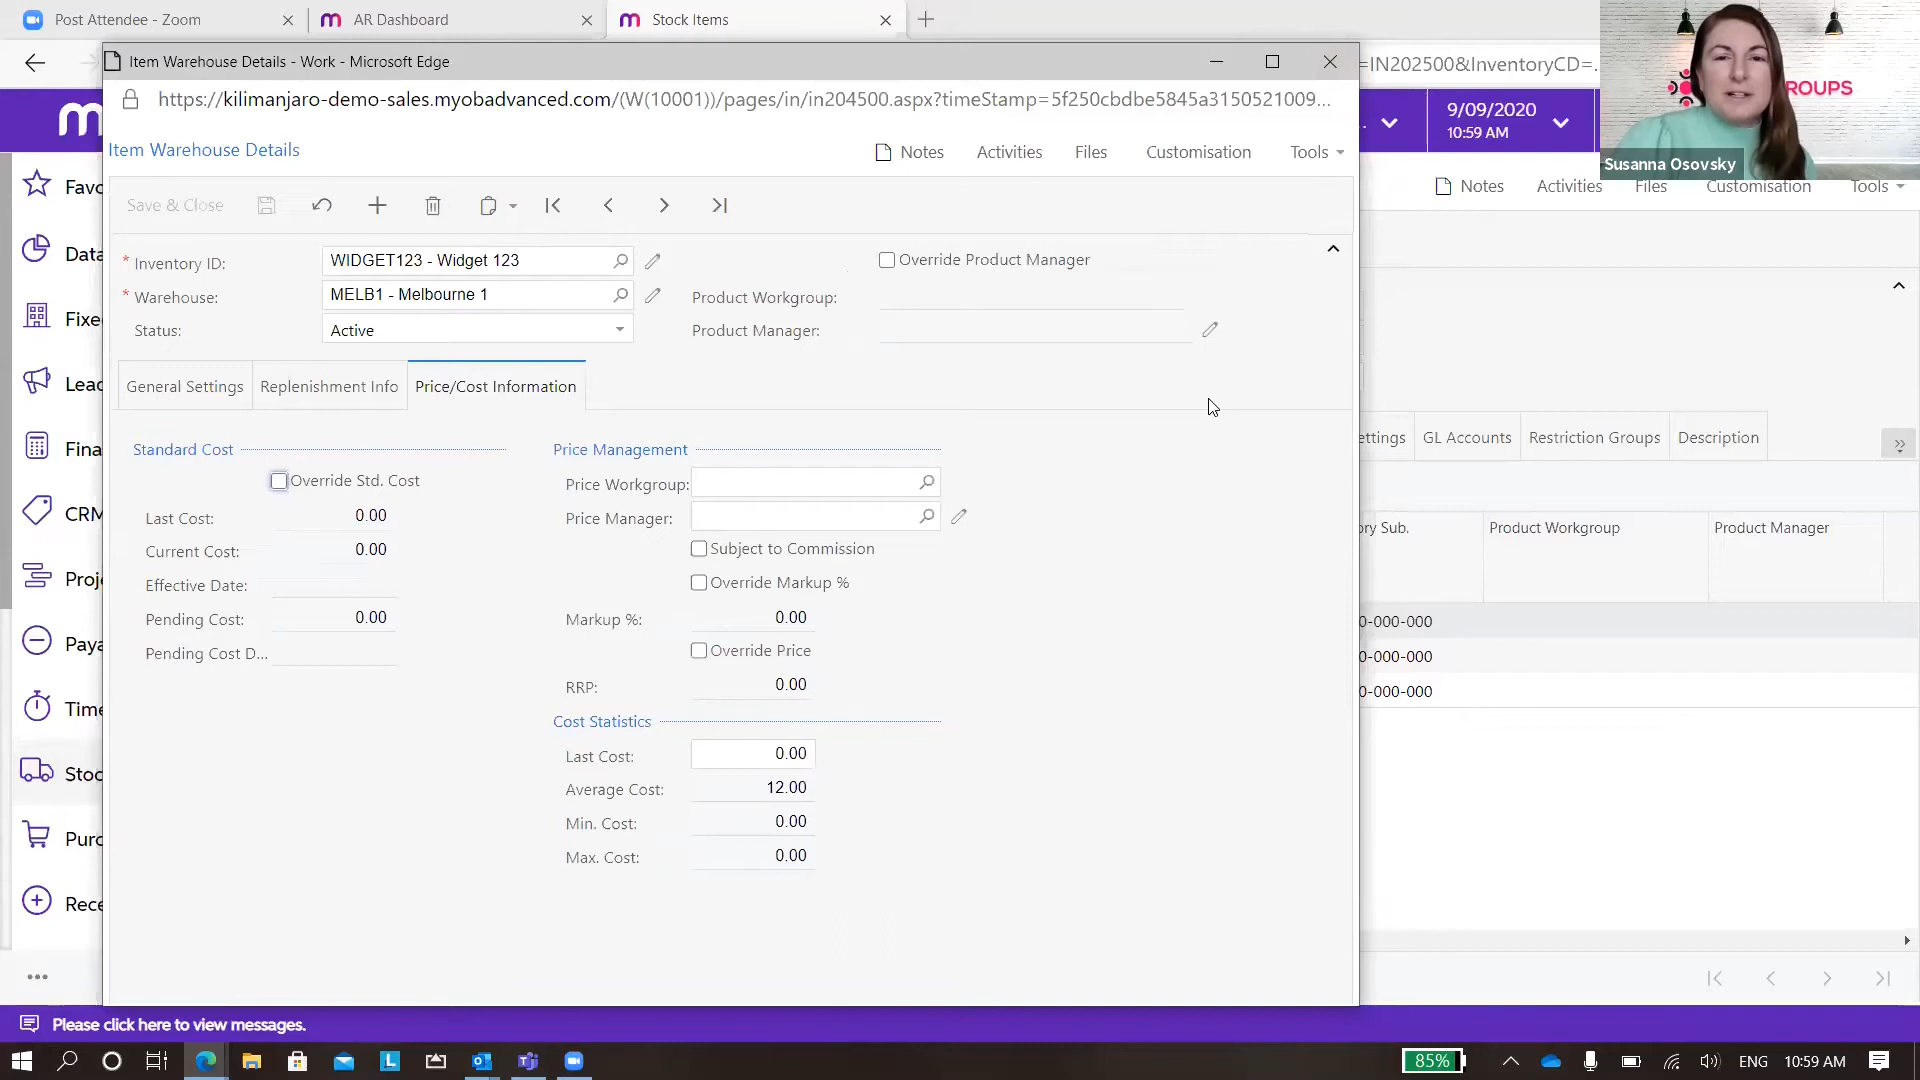 Post Attendee - Zoom
AR Dashboard
Stock Items
Item Warehouse Details - Work - Microsoft Edge
=IN202500&InventoryCD=.
ROUPS
https://kilimanjaro-demo-sales.myobadvanced.com/(W(10001))/pages/in/in204500.aspx?timeStamp=5f250cbdbe5845a3150521009...
m
9/09/2020
10:59 AM
Susanna Osovsky
Item Warehouse Details
Notes
Activities
Files
Customisation
Tools
Notes
Activities
Files
Customisation
Tools
Save & Close
Favo
Data
Fixe
Lead
Fina
CRM
Proj
Paya
Time
Stoc
Purc
Rece
* Inventory ID:
WIDGET123 - Widget 123
Override Product Manager
* Warehouse:
MELB1 - Melbourne 1
Product Workgroup:
Status:
Active
Product Manager:
General Settings
Replenishment Info
Price/Cost Information
ettings
GL Accounts
Restriction Groups
Description
Standard Cost
Override Std. Cost
Last Cost:
0.00
Current Cost:
0.00
Effective Date:
Pending Cost:
0.00
Pending Cost D...
Price Management
Price Workgroup:
Price Manager:
Subject to Commission
Override Markup %
Markup %:
0.00
Override Price
RRP:
0.00
Cost Statistics
Last Cost:
0.00
Average Cost:
12.00
Min. Cost:
0.00
Max. Cost:
0.00
ry Sub.
Product Workgroup
Product Manager
0-000-000
0-000-000
0-000-000
Please click here to view messages.
85%
ENG
10:59 AM